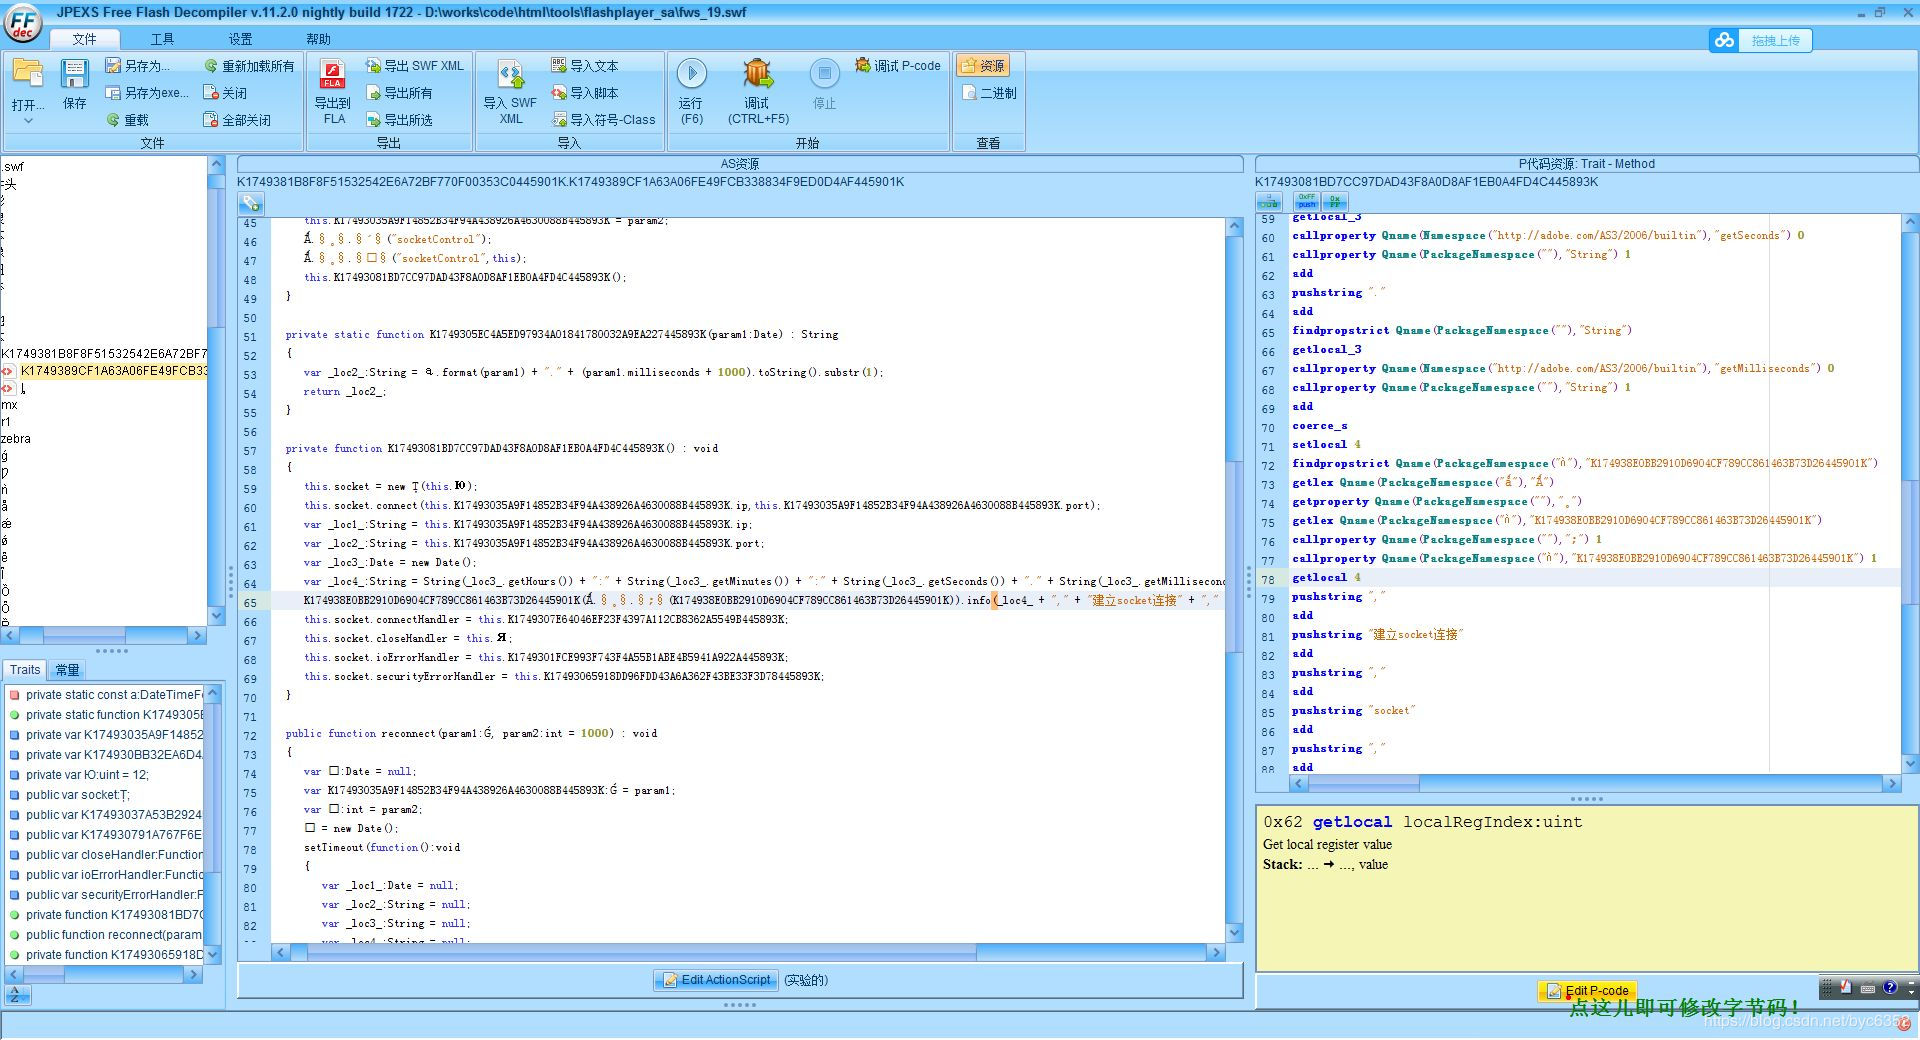 JPEXS Free Flash Decompiler v.11.2.0 nightly build 1722 - D:\works\code\html\tools\flashplayer_sa\fws_19.swf
文件 工具 设置 帮助
拖拽上传
打开... 保存 另存为... 另存为exe... 重载 重新加载所有 关闭 全部关闭
文件
导出到 FLA 导出 SWF XML 导出所有 导出所选
导出
导入 SWF XML 导入文本 导入脚本 导入符号-Class
导入
运行 (F6) 调试 (CTRL+F5) 停止 调试 P-code
开始
资源 二进制
查看
.swf
头
K1749381B8F8F51532542E6A72BF7
K1749389CF1A63A06FE49FCB33
mx
r1
zebra
Traits 常量
private static const a:DateTimeFo
private static function K1749305E
private var K17493035A9F14852
private var K174930BB32EA6D4
private var Ю:uint = 12;
public var socket:Ț;
public var K17493037A53B2924
public var K174930791A767F6E
public var closeHandler:Function
public var ioErrorHandler:Functio
public var securityErrorHandler:F
private function K17493081BD7C
public function reconnect(param
private function K17493065918D
AS资源
K1749381B8F8F51532542E6A72BF770F00353C0445901K.K1749389CF1A63A06FE49FCB338834F9ED0D4AF445901K
45 this.K17493035A9F14852B34F94A438926A4630088B445893K = param2;
46 ("socketControl");
47 ("socketControl",this);
48 this.K17493081BD7CC97DAD43F8A0D8AF1EB0A4FD4C445893K();
49 }
50
51 private static function K1749305EC4A5ED97934A01841780032A9EA227445893K(param1:Date) : String
52 {
53 var _loc2_:String = a.format(param1) + "." + (param1.milliseconds + 1000).toString().substr(1);
54 return _loc2_;
55 }
56
57 private function K17493081BD7CC97DAD43F8A0D8AF1EB0A4FD4C445893K() : void
58 {
59 this.socket = new Ț(this.Ю);
60 this.socket.connect(this.K17493035A9F14852B34F94A438926A4630088B445893K.ip,this.K17493035A9F14852B34F94A438926A4630088B445893K.port);
61 var _loc1_:String = this.K17493035A9F14852B34F94A438926A4630088B445893K.ip;
62 var _loc2_:String = this.K17493035A9F14852B34F94A438926A4630088B445893K.port;
63 var _loc3_:Date = new Date();
64 var _loc4_:String = String(_loc3_.getHours()) + ":" + String(_loc3_.getMinutes()) + ":" + String(_loc3_.getSeconds()) + "." + String(_loc3_.getMillisecon
65 K174938E0BB2910D6904CF789CC861463B73D26445901K(Ấ.§¸§.§;§(K174938E0BB2910D6904CF789CC861463B73D26445901K)).info(_loc4_ + "," + "建立socket连接" + ","
66 this.socket.connectHandler = this.K1749307E64046EF23F4397A112CB8362A5549B445893K;
67 this.socket.closeHandler = this.Я;
68 this.socket.ioErrorHandler = this.K1749301FCE993F743F4A55B1ABE4B5941A922A445893K;
69 this.socket.securityErrorHandler = this.K17493065918DD96FDD43A6A362F43BE33F3D78445893K;
70 }
71
72 public function reconnect(param1:Ǵ, param2:int = 1000) : void
73 {
74 var □:Date = null;
75 var K17493035A9F14852B34F94A438926A4630088B445893K:Ǵ = param1;
76 var □:int = param2;
77 □ = new Date();
78 setTimeout(function():void
79 {
80 var _loc1_:Date = null;
81 var _loc2_:String = null;
82 var _loc3_:String = null;
var _loc4_:String = null;
Edit ActionScript (实验的)
P代码资源: Trait - Method
K17493081BD7CC97DAD43F8A0D8AF1EB0A4FD4C445893K
59 getlocal_3
60 callproperty Qname(Namespace("http://adobe.com/AS3/2006/builtin"),"getSeconds") 0
61 callproperty Qname(PackageNamespace(""),"String") 1
62 add
63 pushstring "."
64 add
65 findpropstrict Qname(PackageNamespace(""),"String")
66 getlocal_3
67 callproperty Qname(Namespace("http://adobe.com/AS3/2006/builtin"),"getMilliseconds") 0
68 callproperty Qname(PackageNamespace(""),"String") 1
69 add
70 coerce_s
71 setlocal 4
72 findpropstrict Qname(PackageNamespace("ǹ"),"K174938E0BB2910D6904CF789CC861463B73D26445901K")
73 getlex Qname(PackageNamespace("ấ"),"Ấ")
74 getproperty Qname(PackageNamespace(""),"¸")
75 getlex Qname(PackageNamespace("ǹ"),"K174938E0BB2910D6904CF789CC861463B73D26445901K")
76 callproperty Qname(PackageNamespace(""),";") 1
77 callproperty Qname(PackageNamespace("ǹ"),"K174938E0BB2910D6904CF789CC861463B73D26445901K") 1
78 getlocal 4
79 pushstring ","
80 add
81 pushstring "建立socket连接"
82 add
83 pushstring ","
84 add
85 pushstring "socket"
86 add
87 pushstring ","
88 add
0x62 getlocal localRegIndex:uint
Get local register value
Stack: ... → ..., value
Edit P-code
点这儿即可修改字节码！